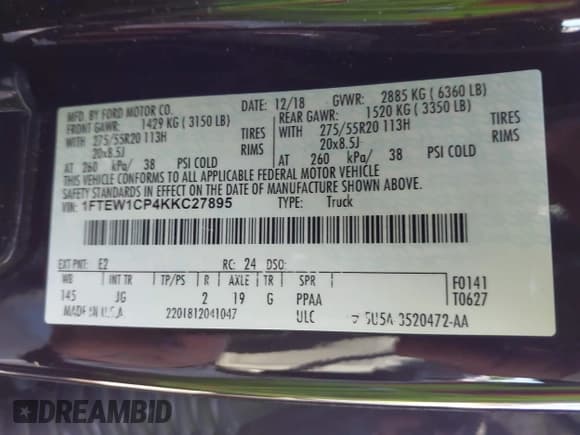 MFD. BY FORD MOTOR CO. DATE: 12/18 GVWR: 2885 KG ( 6360 LB)
FRONT GAWR: 1429 KG ( 3150 LB) REAR GAWR: 1520 KG ( 3350 LB)
WITH 275/55R20 113H TIRES WITH 275/55R20 113H TIRES
20x8.5J RIMS 20x8.5J RIMS
AT 260 kPa/ 38 PSI COLD AT 260 kPa/ 38 PSI COLD
THIS VEHICLE CONFORMS TO ALL APPLICABLE FEDERAL MOTOR VEHICLE
SAFETY STANDARDS IN EFFECT ON THE DATE OF MANUFACTURE SHOWN ABOVE.
VIN: 1FTEW1CP4KKC27895 TYPE: Truck
EXT PNT: E2 RC: 24 DSO:
WB INT TR TP/PS R AXLE TR SPR F0141
145 JG 2 19 G PPAA T0627
MADE IN U.S.A. 2201812041047 ULC 5U5A-3520472-AA
DREAMBID